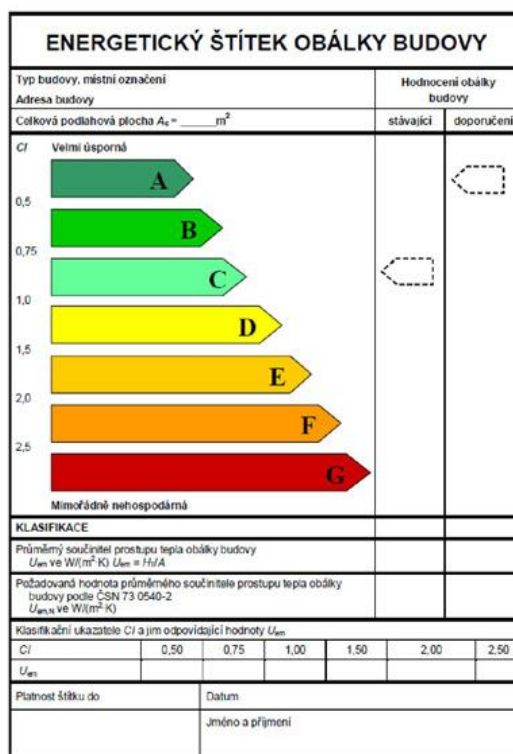 ENERGETICKÝ ŠTÍTEK OBÁLKY BUDOVY
Typ budovy, místní označení
Adresa budovy
Hodnocení obálky
budovy
Celková podlahová plocha Ac = ______m²
stávající
doporučení
CI Velmi úsporná
A
0,5
B
0,75
C
1,0
D
1,5
E
2,0
F
2,5
G
Mimořádně nehospodárná
KLASIFIKACE
Průměrný součinitel prostupu tepla obálky budovy
Uem ve W/(m² K) Uem = HT/A
Požadovaná hodnota průměrného součinitele prostupu tepla obálky
budovy podle ČSN 73 0540-2
Uem,N ve W/(m² K)
Klasifikační ukazatele CI a jim odpovídající hodnoty Uem
CI 0,50 0,75 1,00 1,50 2,00 2,50
Uem
Platnost štítku do
Datum
Jméno a příjmení